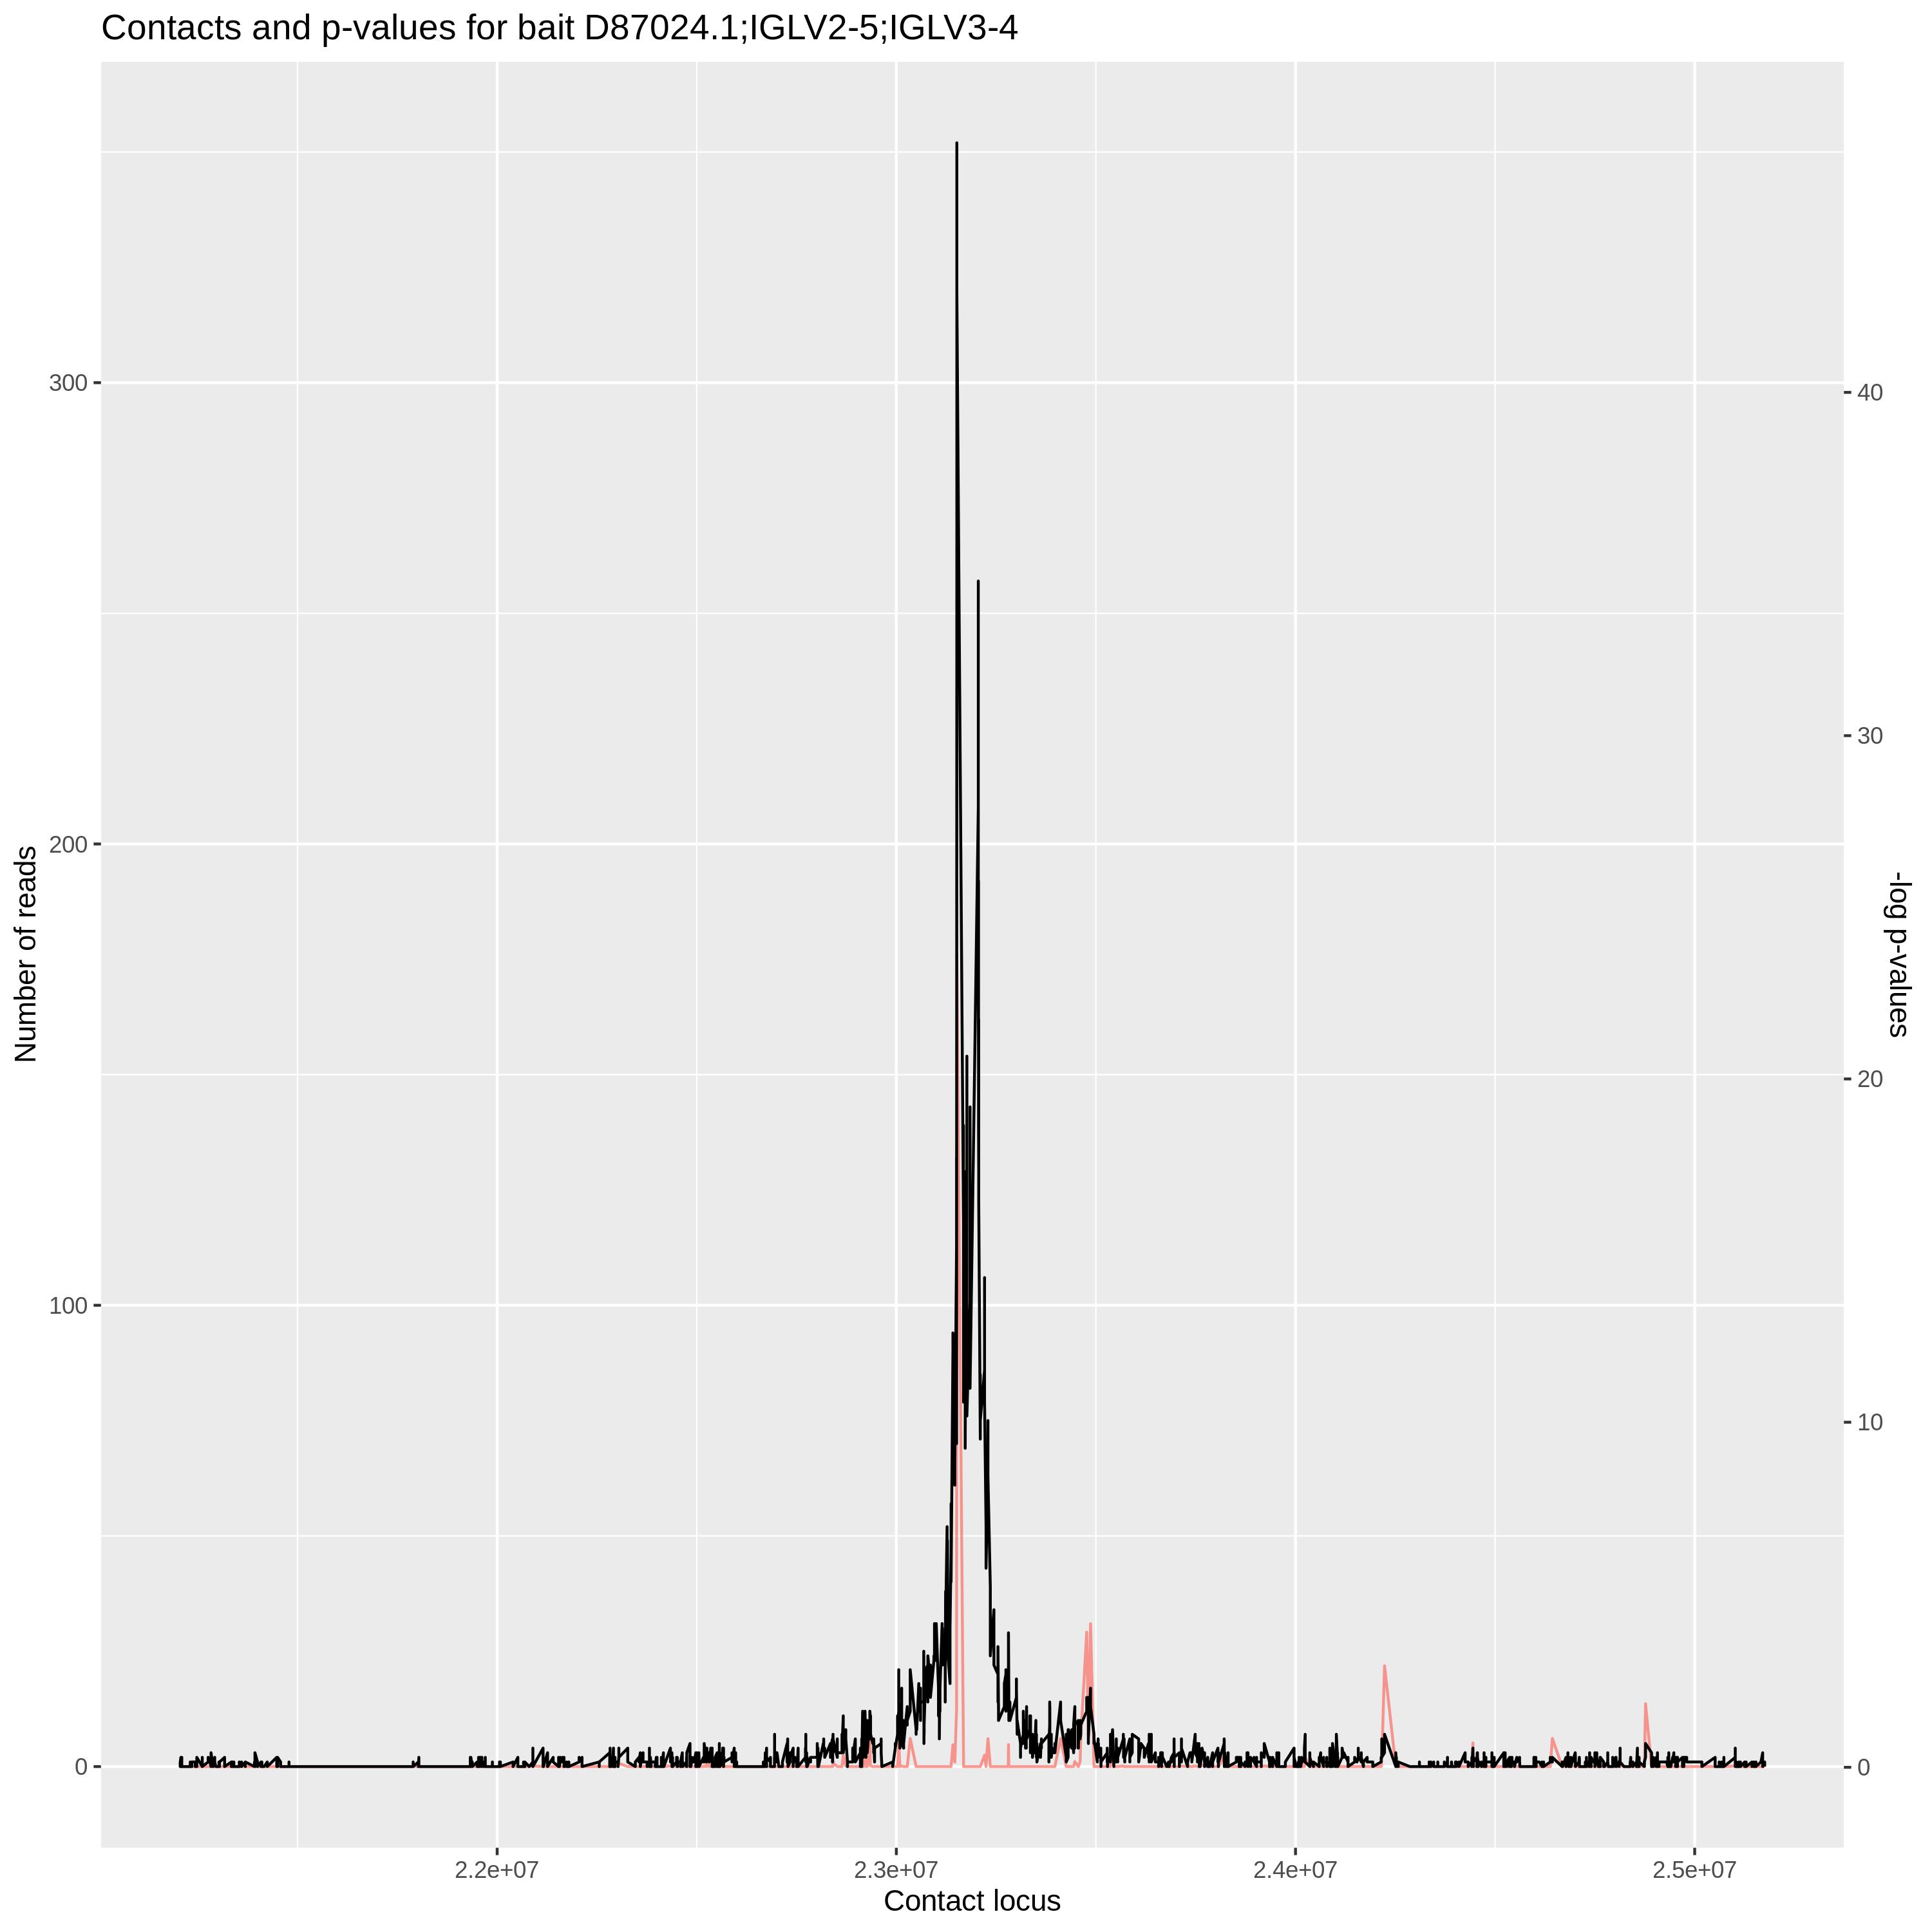 Contacts and p-values for bait D87024.1;IGLV2-5;IGLV3-4
300
200
100
0
Number of reads
40
30
20
10
0
-log p-values
2.2e+07
2.3e+07
2.4e+07
2.5e+07
Contact locus